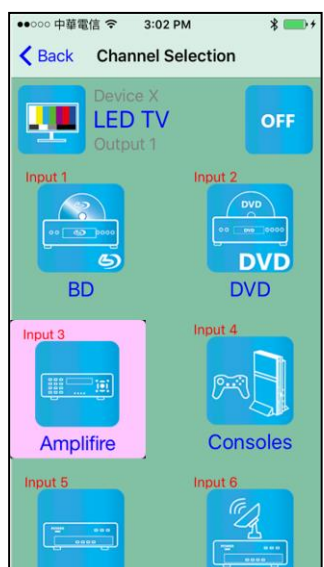 中華電信 3:02 PM
Back Channel Selection
Device X
LED TV
Output 1
OFF
Input 1
Input 2
DVD
DVD
BD
DVD
Input 3
Input 4
Amplifire
Consoles
Input 5
Input 6